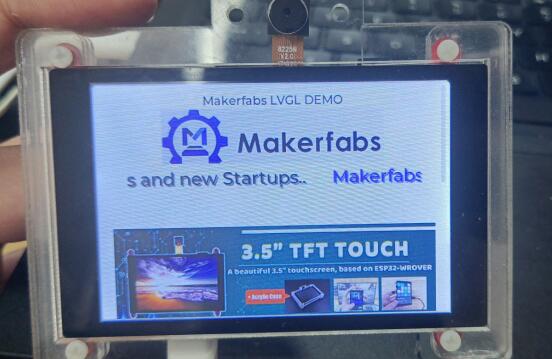 8225N
V2.0
Makerfabs LVGL DEMO
Makerfabs
s and new Startups.. Makerfabs
3.5" TFT TOUCH
A beautiful 3.5" touchscreen, based on ESP32-WROVER
+ Acrylic Case